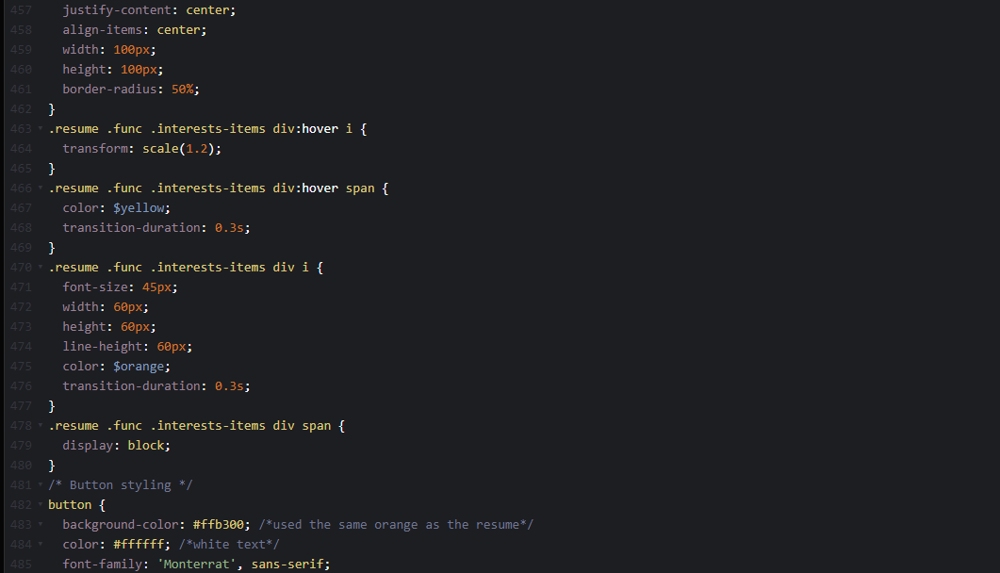 457 justify-content: center;
458 align-items: center;
459 width: 100px;
460 height: 100px;
461 border-radius: 50%;
462 }
463 .resume .func .interests-items div:hover i {
464 transform: scale(1.2);
465 }
466 .resume .func .interests-items div:hover span {
467 color: $yellow;
468 transition-duration: 0.3s;
469 }
470 .resume .func .interests-items div i {
471 font-size: 45px;
472 width: 60px;
473 height: 60px;
474 line-height: 60px;
475 color: $orange;
476 transition-duration: 0.3s;
477 }
478 .resume .func .interests-items div span {
479 display: block;
480 }
481 /* Button styling */
482 button {
483 background-color: #ffb300; /*used the same orange as the resume*/
484 color: #ffffff; /*white text*/
485 font-family: 'Monterrat', sans-serif;